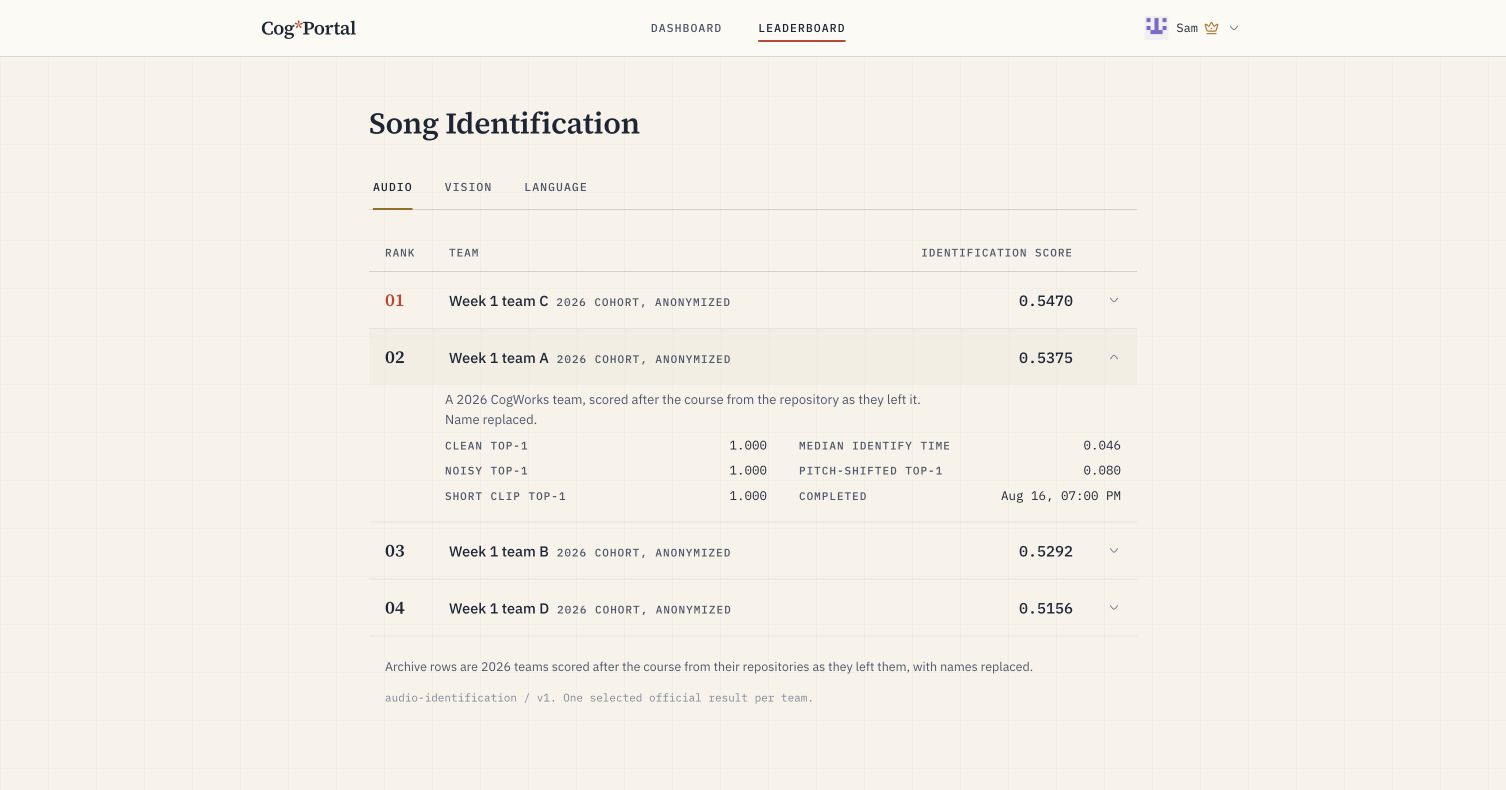 Cog*Portal
DASHBOARD
LEADERBOARD
Sam
Song Identification
AUDIO VISION LANGUAGE
RANK TEAM IDENTIFICATION SCORE
01 Week 1 team C 2026 COHORT, ANONYMIZED 0.5470
02 Week 1 team A 2026 COHORT, ANONYMIZED 0.5375
A 2026 CogWorks team, scored after the course from the repository as they left it.
Name replaced.
CLEAN TOP-1 1.000 MEDIAN IDENTIFY TIME 0.046
NOISY TOP-1 1.000 PITCH-SHIFTED TOP-1 0.080
SHORT CLIP TOP-1 1.000 COMPLETED Aug 16, 07:00 PM
03 Week 1 team B 2026 COHORT, ANONYMIZED 0.5292
04 Week 1 team D 2026 COHORT, ANONYMIZED 0.5156
Archive rows are 2026 teams scored after the course from their repositories as they left them, with names replaced.
audio-identification / v1. One selected official result per team.